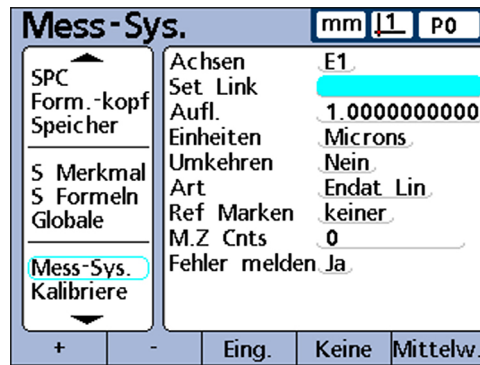 Mess-Sys.
mm 1 P0
SPC
Form.-kopf
Speicher
S Merkmal
S Formeln
Globale
Mess-Sys.
Kalibriere
Achsen E1
Set Link
Aufl. 1.0000000000
Einheiten Microns
Umkehren Nein
Art Endat Lin
Ref Marken keiner
M.Z Cnts 0
Fehler melden Ja
+ - Eing. Keine Mittelw.